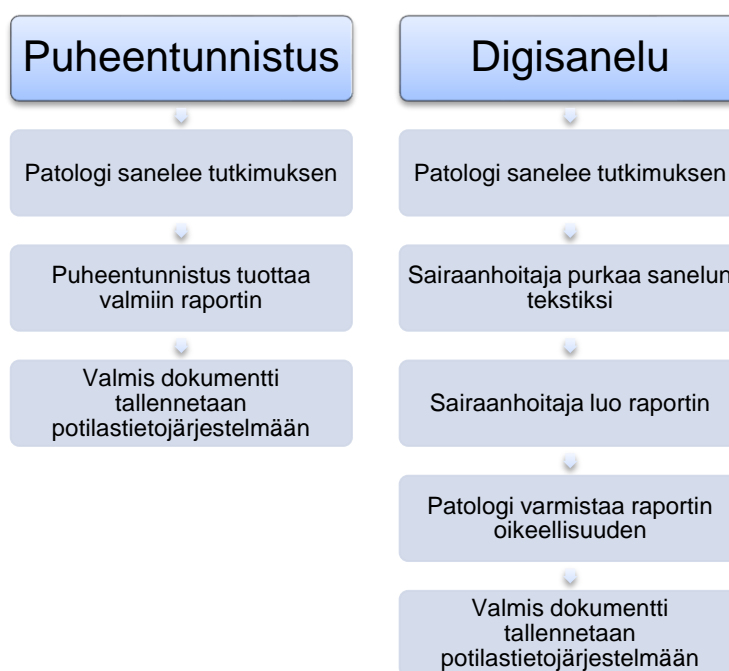 Puheentunnistus
Patologi sanelee tutkimuksen
Puheentunnistus tuottaa
valmiin raportin
Valmis dokumentti
tallennetaan
potilastietojärjestelmään
Digisanelu
Patologi sanelee tutkimuksen
Sairaanhoitaja purkaa sanelun
tekstiksi
Sairaanhoitaja luo raportin
Patologi varmistaa raportin
oikeellisuuden
Valmis dokumentti
tallennetaan
potilastietojärjestelmään